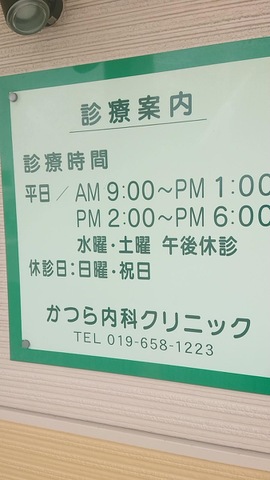 診療案内
診療時間
平日／AM 9:00〜PM 1:00
PM 2:00〜PM 6:00
水曜・土曜 午後休診
休診日：日曜・祝日
かつら内科クリニック
TEL 019-658-1223